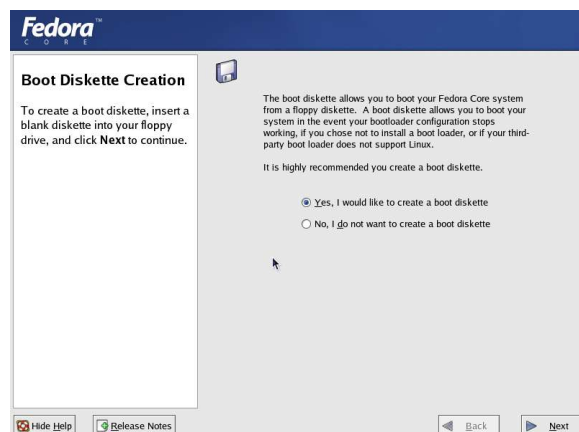 Fedora™
CORE
Boot Diskette Creation
To create a boot diskette, insert a
blank diskette into your floppy
drive, and click Next to continue.
The boot diskette allows you to boot your Fedora Core system
from a floppy diskette. A boot diskette allows you to boot your
system in the event your bootloader configuration stops
working, if you chose not to install a boot loader, or if your third-
party boot loader does not support Linux.
It is highly recommended you create a boot diskette.
Yes, I would like to create a boot diskette
No, I do not want to create a boot diskette
Hide Help
Release Notes
Back
Next